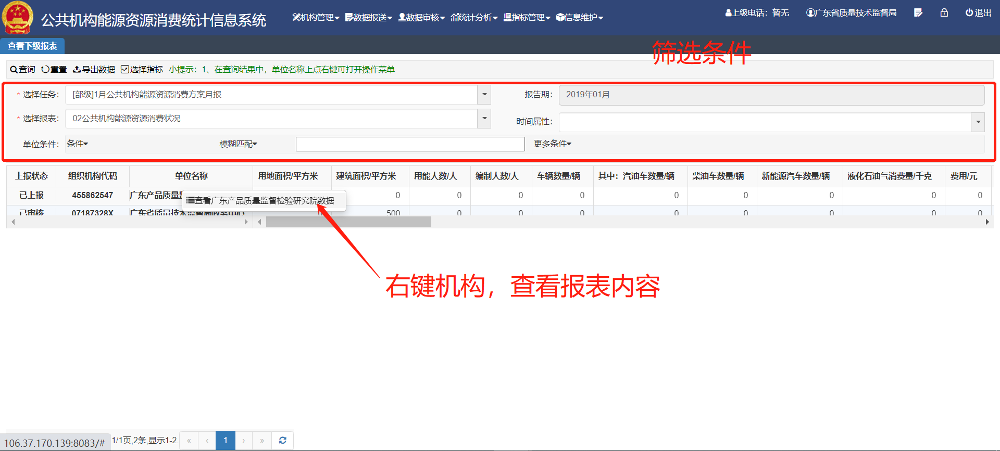 公共机构能源资源消费统计信息系统 机构管理 数据报送 数据审核 统计分析 指标管理 信息维护 上级电话：暂无 广东省质量技术监督局 退出
查看下级报表
筛选条件
查询 重置 导出数据 选择指标 小提示：1、在查询结果中，单位名称上点右键可打开操作菜单
* 选择任务： [部级]1月公共机构能源资源消费方案月报 报告期： 2019年01月
* 选择报表： 02公共机构能源资源消费状况 时间属性：
单位条件： 条件 模糊匹配 更多条件
上报状态 组织机构代码 单位名称 用地面积/平方米 建筑面积/平方米 用能人数/人 编制人数/人 车辆数量/辆 其中：汽油车数量/辆 柴油车数量/辆 新能源汽车数量/辆 液化石油气消费量/千克 费用/元
已上报 455862547 广东产品质量监 0 0 0 0 0 0 0 0 0
查看广东产品质量监督检验研究院数据
已审核 07187328X 广东省质量技术监督局政务中心 0 500 0 0 0 0 0 0 0 0
右键机构，查看报表内容
106.37.170.139:8083/# 1/1页,2条,显示1-2. « ‹ 1 › »